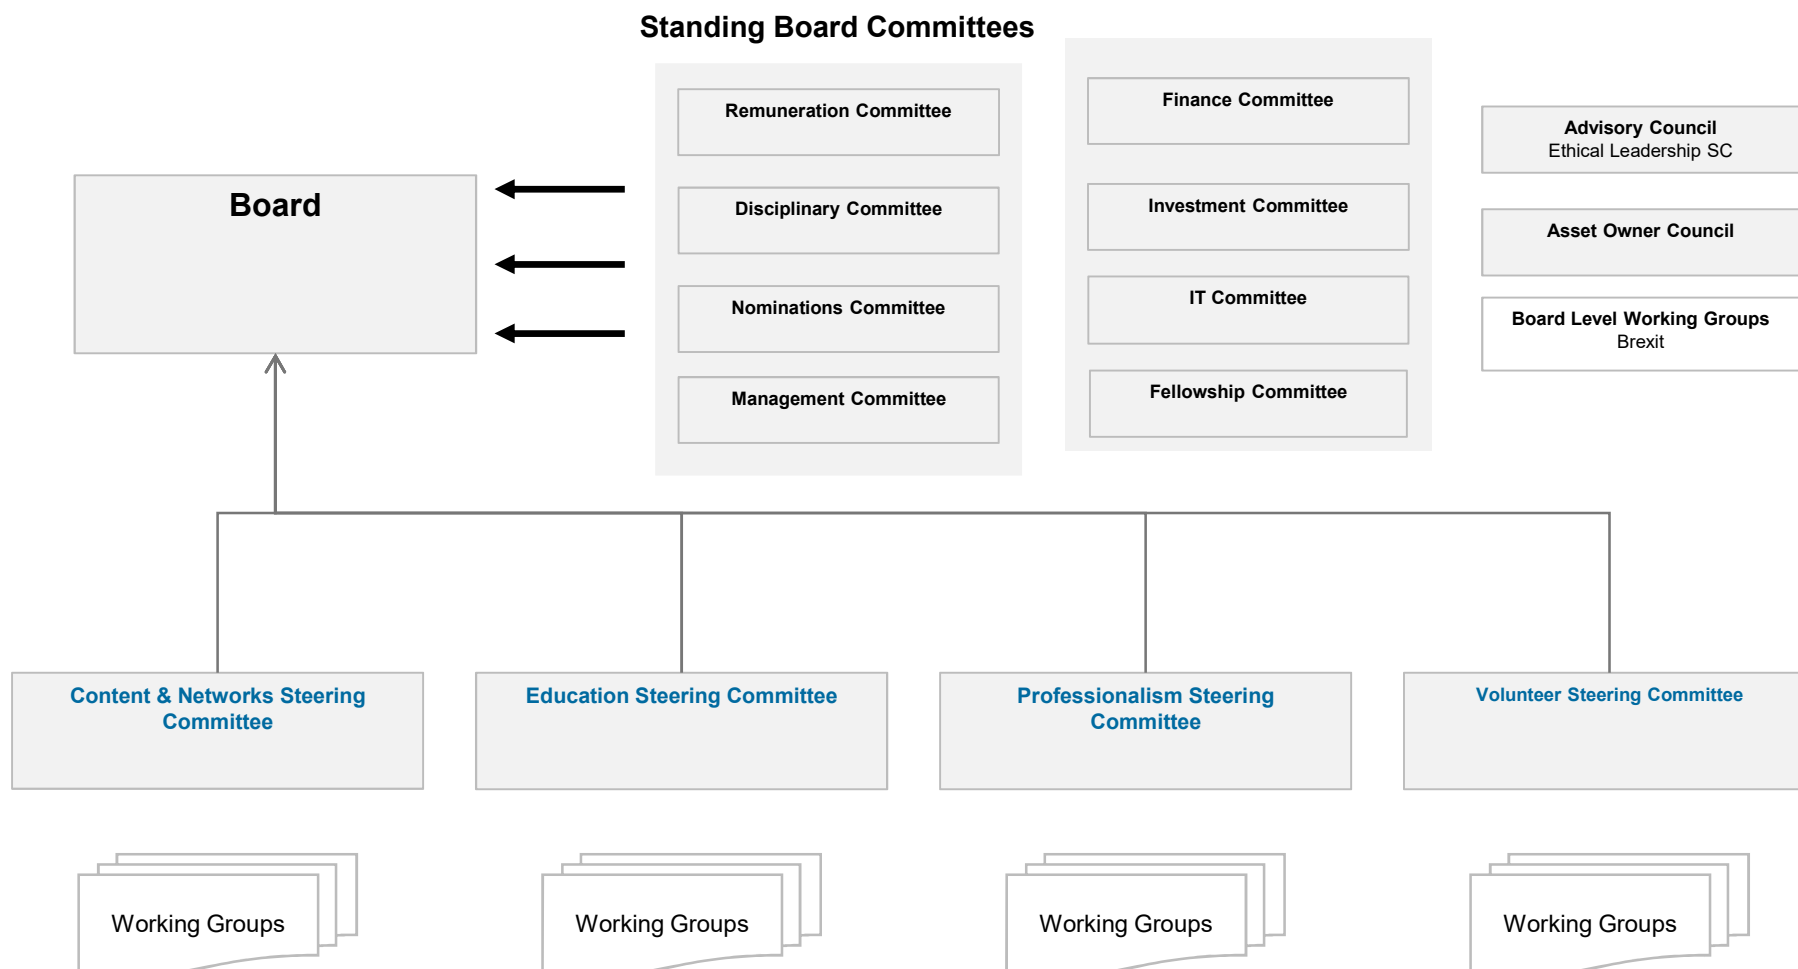 Standing Board Committees
Board
Remuneration Committee
Disciplinary Committee
Nominations Committee
Management Committee
Finance Committee
Investment Committee
IT Committee
Fellowship Committee
Advisory Council
Ethical Leadership SC
Asset Owner Council
Board Level Working Groups
Brexit
Content & Networks Steering
Committee
Education Steering Committee
Professionalism Steering
Committee
Volunteer Steering Committee
Working Groups
Working Groups
Working Groups
Working Groups